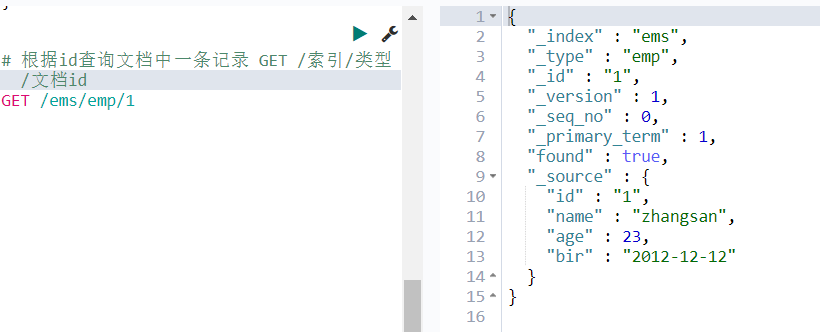 # 根据id查询文档中一条记录 GET /索引/类型
/文档id
GET /ems/emp/1
1 {
2 "_index" : "ems",
3 "_type" : "emp",
4 "_id" : "1",
5 "_version" : 1,
6 "_seq_no" : 0,
7 "_primary_term" : 1,
8 "found" : true,
9 "_source" : {
10 "id" : "1",
11 "name" : "zhangsan",
12 "age" : 23,
13 "bir" : "2012-12-12"
14 }
15 }
16